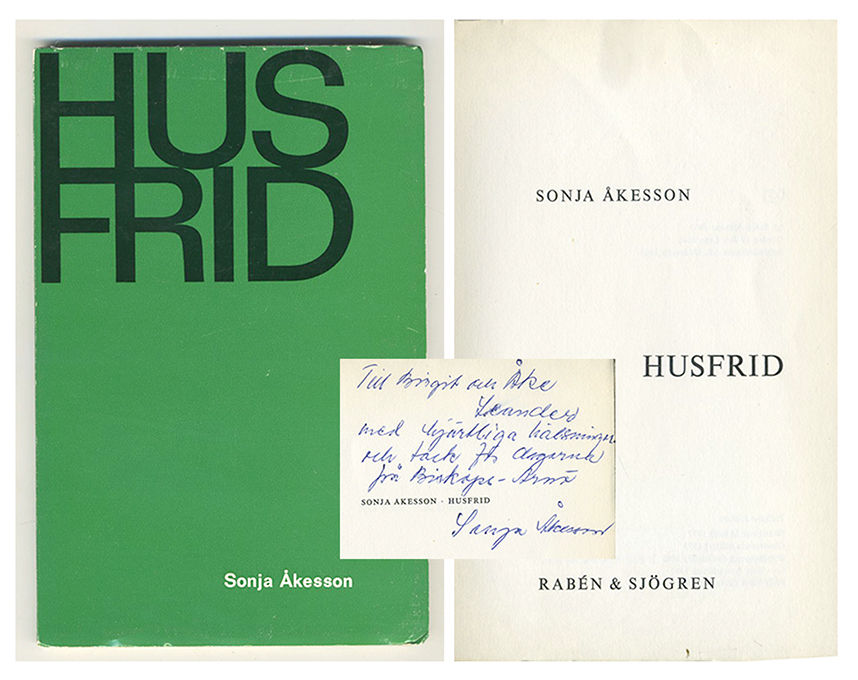 HUS
FRID
Sonja Åkesson
SONJA ÅKESSON
HUSFRID
Till Birgit och Åke
Leander
med hjärtliga hälsningar
och tack för dagarna
från Biskops-Arnö
SONJA ÅKESSON · HUSFRID
Sonja Åkesson
RABÉN & SJÖGREN